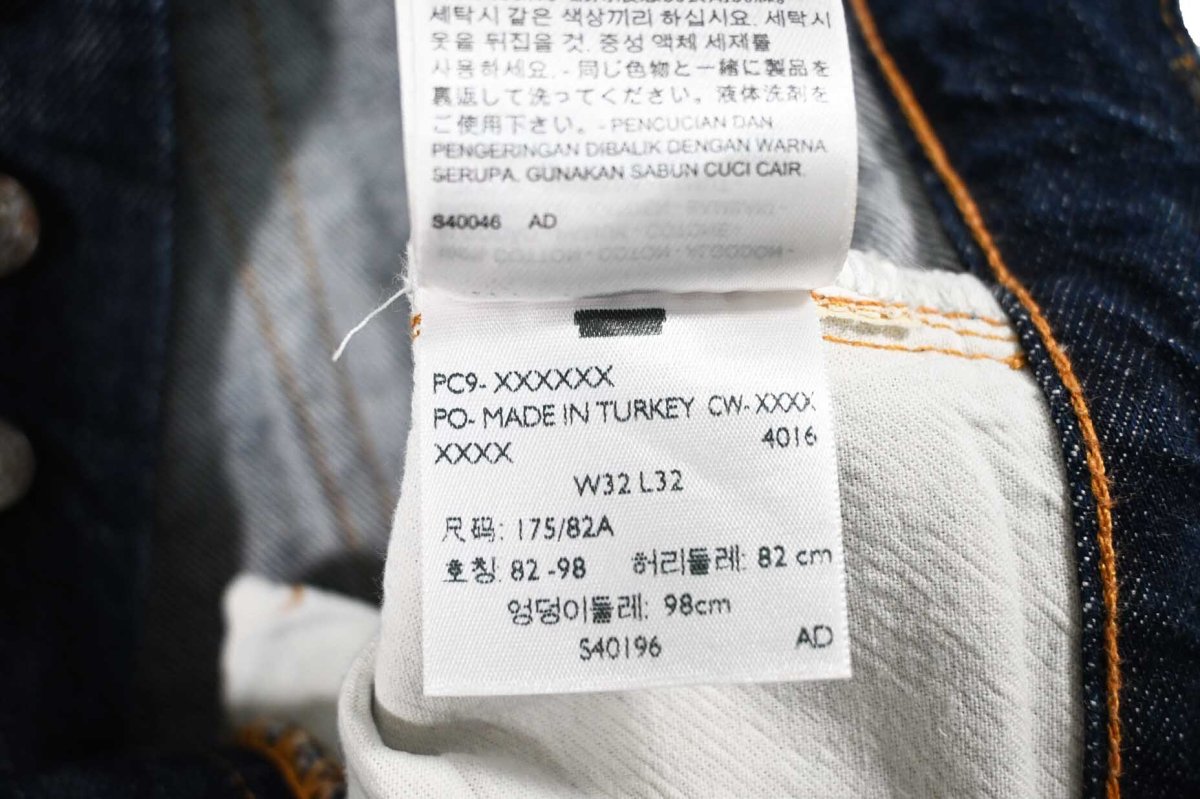 세탁시 같은 색상끼리 하십시요. 세탁시
옷을 뒤집을 것. 중성 액체 세제를
사용하세요. - 同じ色物と一緒に製品を
裏返して洗ってください。液体洗剤を
ご使用下さい。- PENCUCIAN DAN
PENGERINGAN DIBALIK DENGAN WARNA
SERUPA. GUNAKAN SABUN CUCI CAIR.
S40046 AD
PC9- XXXXXX
PO- MADE IN TURKEY CW- XXXX
XXXX 4016
W32 L32
尺码: 175/82A
호칭: 82 -98 허리둘레: 82 cm
엉덩이둘레: 98cm
S40196 AD